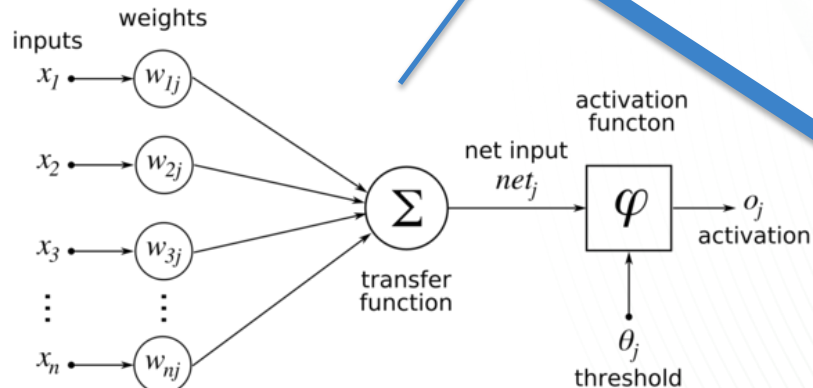 weights
inputs
x1
w1j
activation
functon
x2
w2j
net input
netj
Σ
φ
oj
activation
x3
w3j
transfer
function
⋮
⋮
θj
xn
wnj
threshold